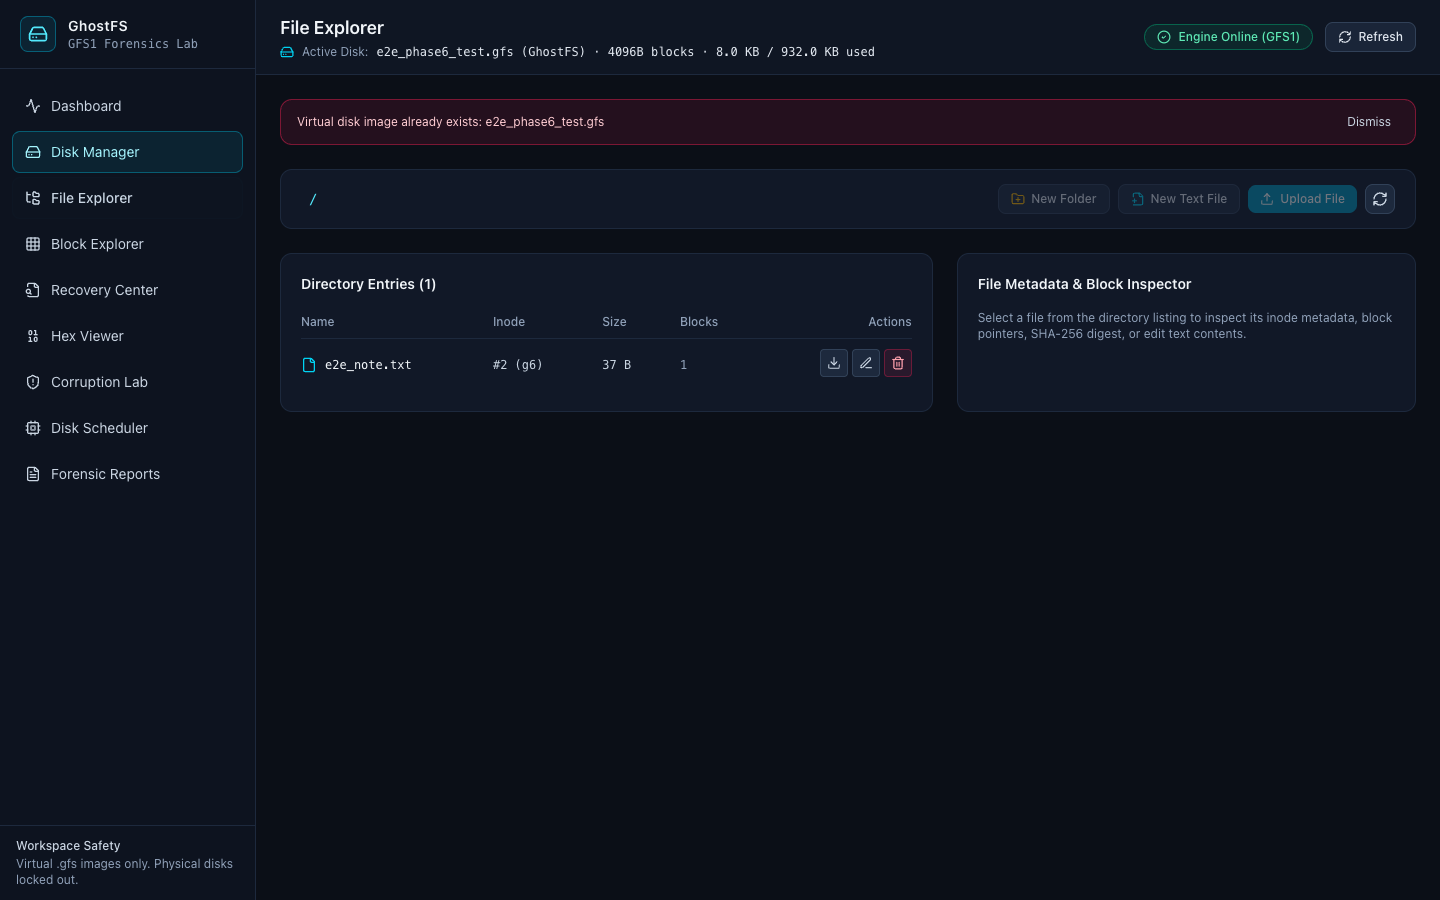 GhostFS
GFS1 Forensics Lab
Dashboard
Disk Manager
File Explorer
Block Explorer
Recovery Center
Hex Viewer
Corruption Lab
Disk Scheduler
Forensic Reports
Workspace Safety
Virtual .gfs images only. Physical disks
locked out.
File Explorer
Active Disk: e2e_phase6_test.gfs (GhostFS) · 4096B blocks · 8.0 KB / 932.0 KB used
Engine Online (GFS1)
Refresh
Virtual disk image already exists: e2e_phase6_test.gfs
Dismiss
/
New Folder
New Text File
Upload File
Directory Entries (1)
Name Inode Size Blocks Actions
e2e_note.txt #2 (g6) 37 B 1
File Metadata & Block Inspector
Select a file from the directory listing to inspect its inode metadata, block
pointers, SHA-256 digest, or edit text contents.